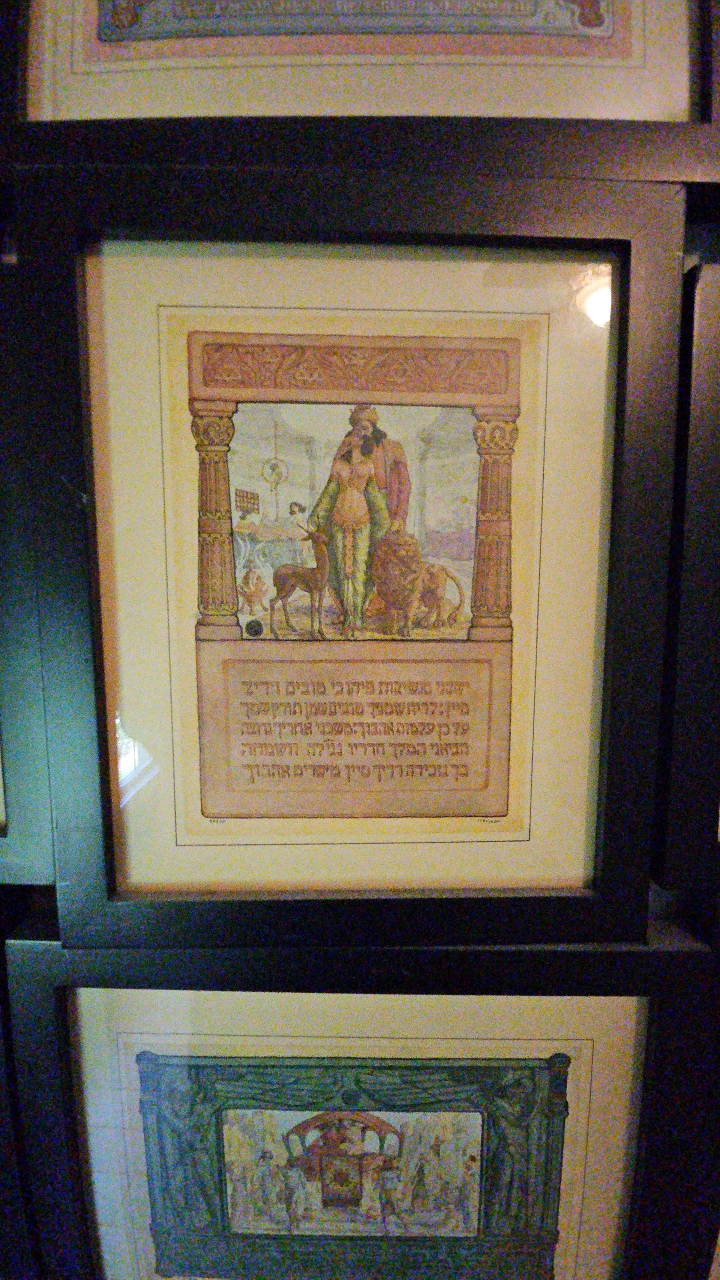 ישקני מנשיקות פיהו כי טובים דדיך
מיין: לריח שמניך טובים שמן תורק שמך
על כן עלמות אהבוך: משכני אחריך נרוצה
הביאני המלך חדריו נגילה ונשמחה
בך נזכירה דדיך מיין מישרים אהבוך